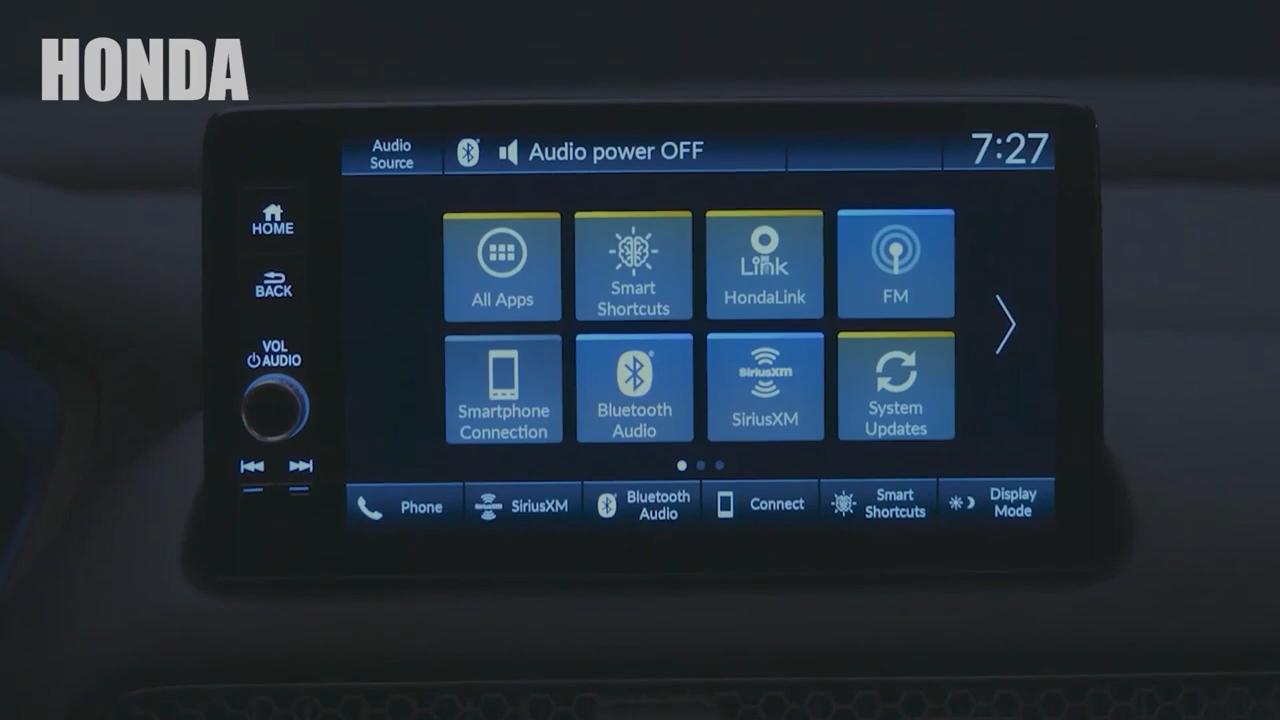 HONDA
Audio
Source
Audio power OFF
7:27
HOME
BACK
VOL
AUDIO
All Apps
Smart
Shortcuts
Link
HondaLink
FM
Smartphone
Connection
Bluetooth
Audio
SiriusXM
SiriusXM
System
Updates
Phone
SiriusXM
SiriusXM
Bluetooth
Audio
Connect
Smart
Shortcuts
Display
Mode